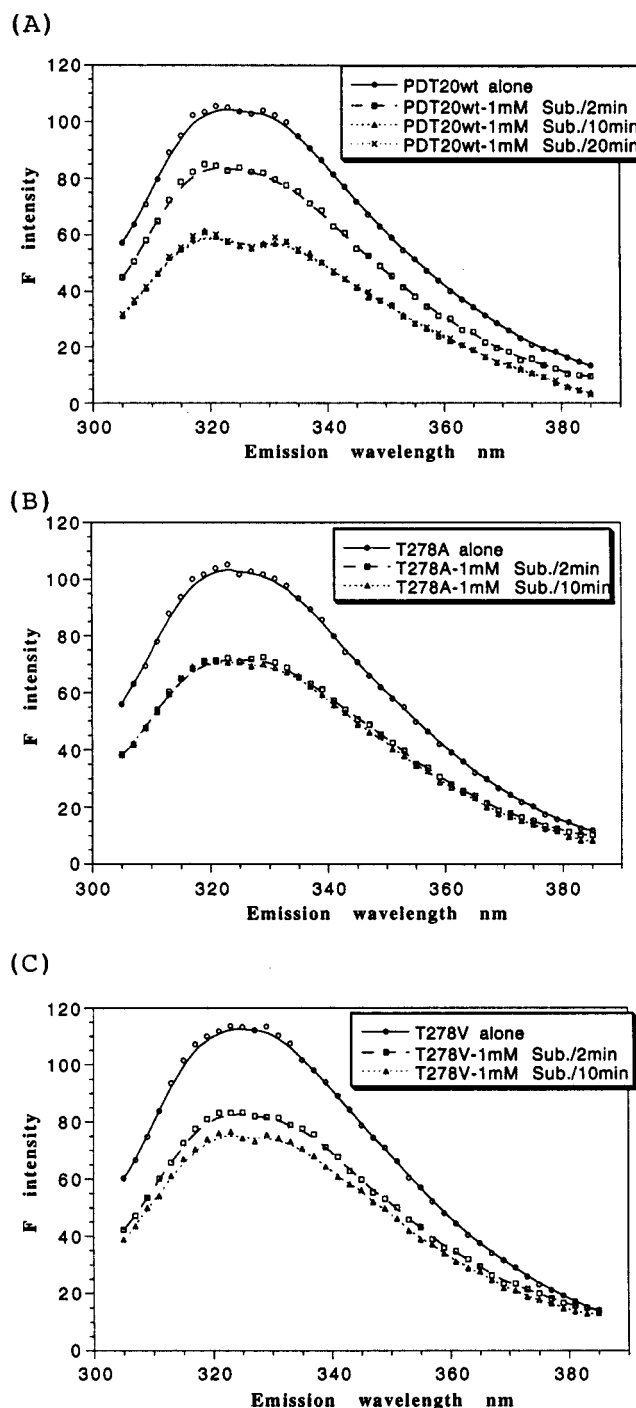 (A)
120
100
80
60
40
20
0
F intensity
PDT20wt alone
PDT20wt-1mM Sub./2min
PDT20wt-1mM Sub./10min
PDT20wt-1mM Sub./20min
300 320 340 360 380
Emission wavelength nm
(B)
120
100
80
60
40
20
0
F intensity
T278A alone
T278A-1mM Sub./2min
T278A-1mM Sub./10min
300 320 340 360 380
Emission wavelength nm
(C)
120
100
80
60
40
20
0
F intensity
T278V alone
T278V-1mM Sub./2min
T278V-1mM Sub./10min
300 320 340 360 380
Emission wavelength nm